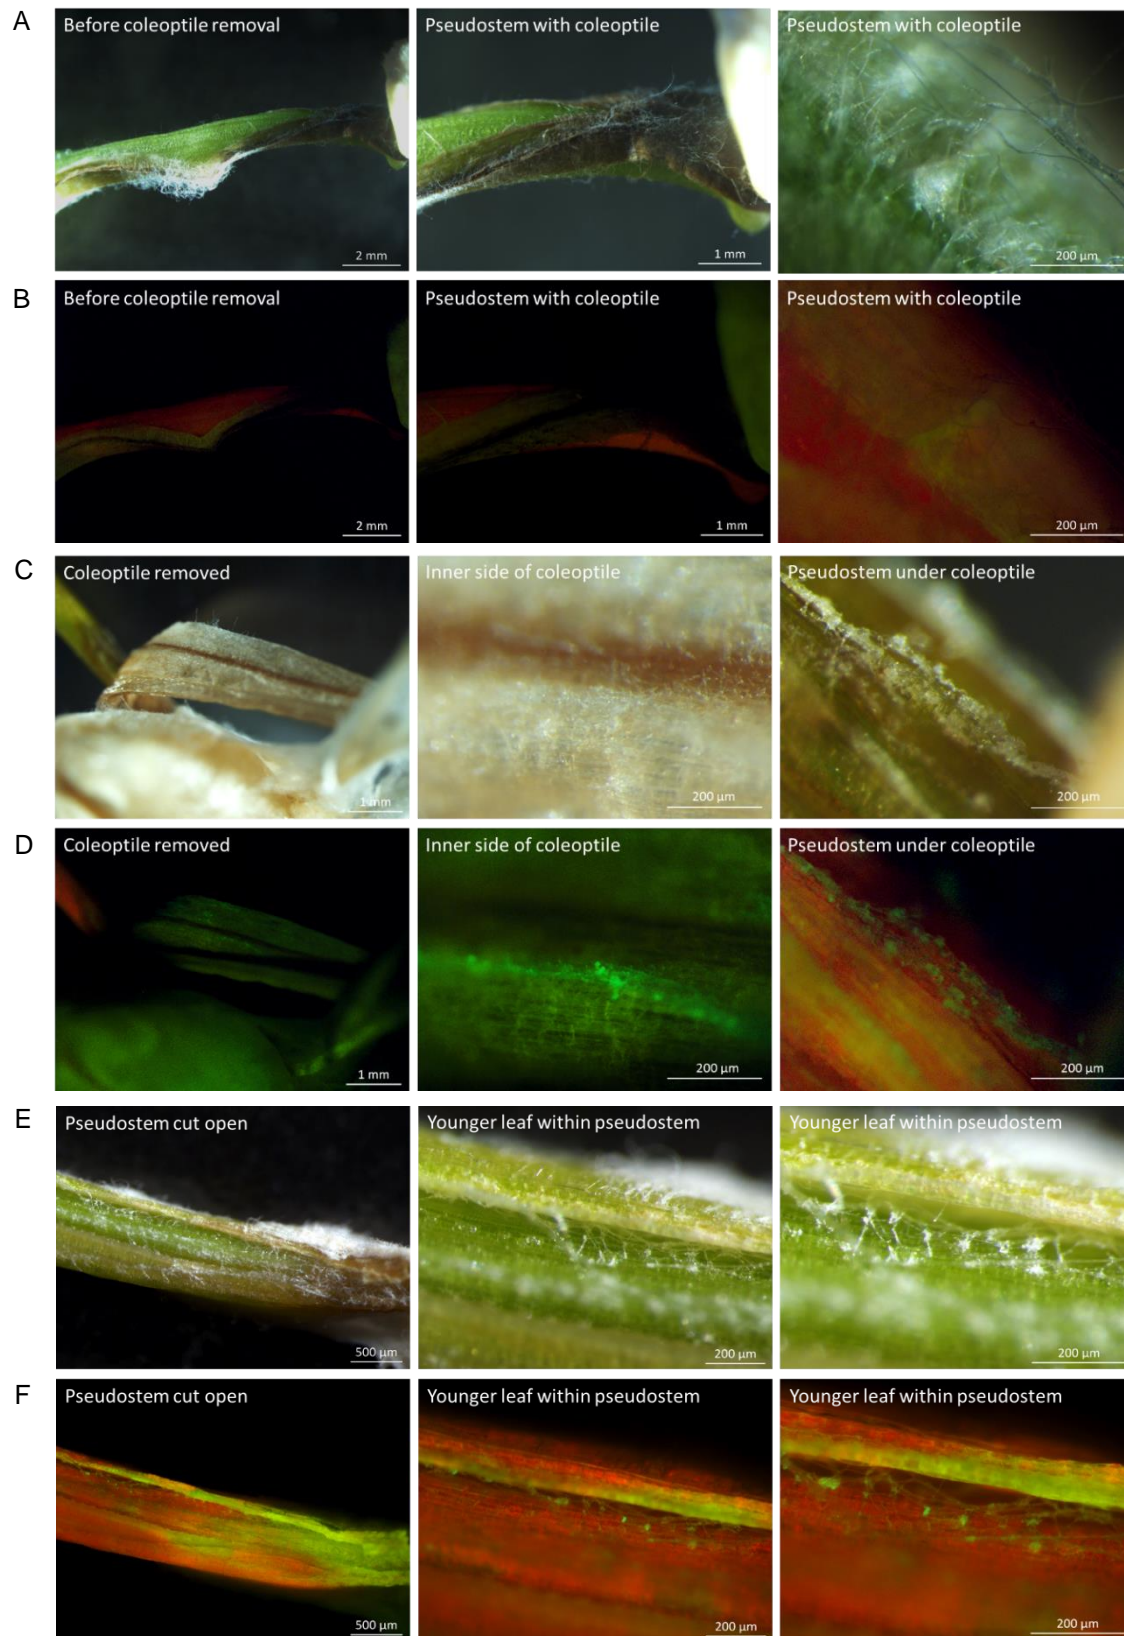 A
Before coleoptile removal
2 mm
Pseudostem with coleoptile
1 mm
Pseudostem with coleoptile
200 µm
B
Before coleoptile removal
2 mm
Pseudostem with coleoptile
1 mm
Pseudostem with coleoptile
200 µm
C
Coleoptile removed
1 mm
Inner side of coleoptile
200 µm
Pseudostem under coleoptile
200 µm
D
Coleoptile removed
1 mm
Inner side of coleoptile
200 µm
Pseudostem under coleoptile
200 µm
E
Pseudostem cut open
500 µm
Younger leaf within pseudostem
200 µm
Younger leaf within pseudostem
200 µm
F
Pseudostem cut open
500 µm
Younger leaf within pseudostem
200 µm
Younger leaf within pseudostem
200 µm